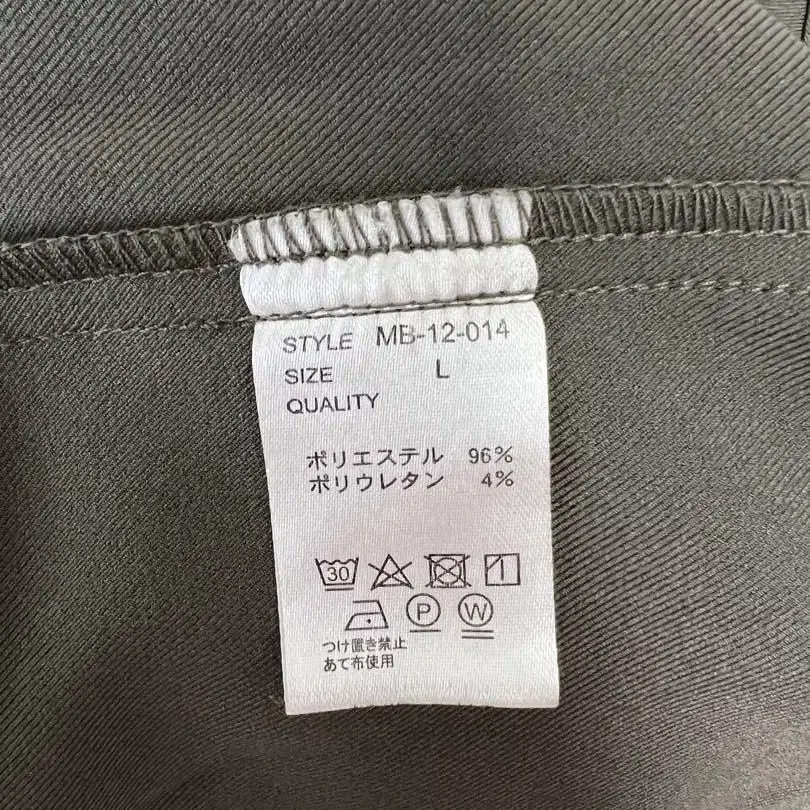 STYLE MB-12-014
SIZE L
QUALITY
ポリエステル 96%
ポリウレタン 4%
30
P W
つけ置き禁止
あて布使用